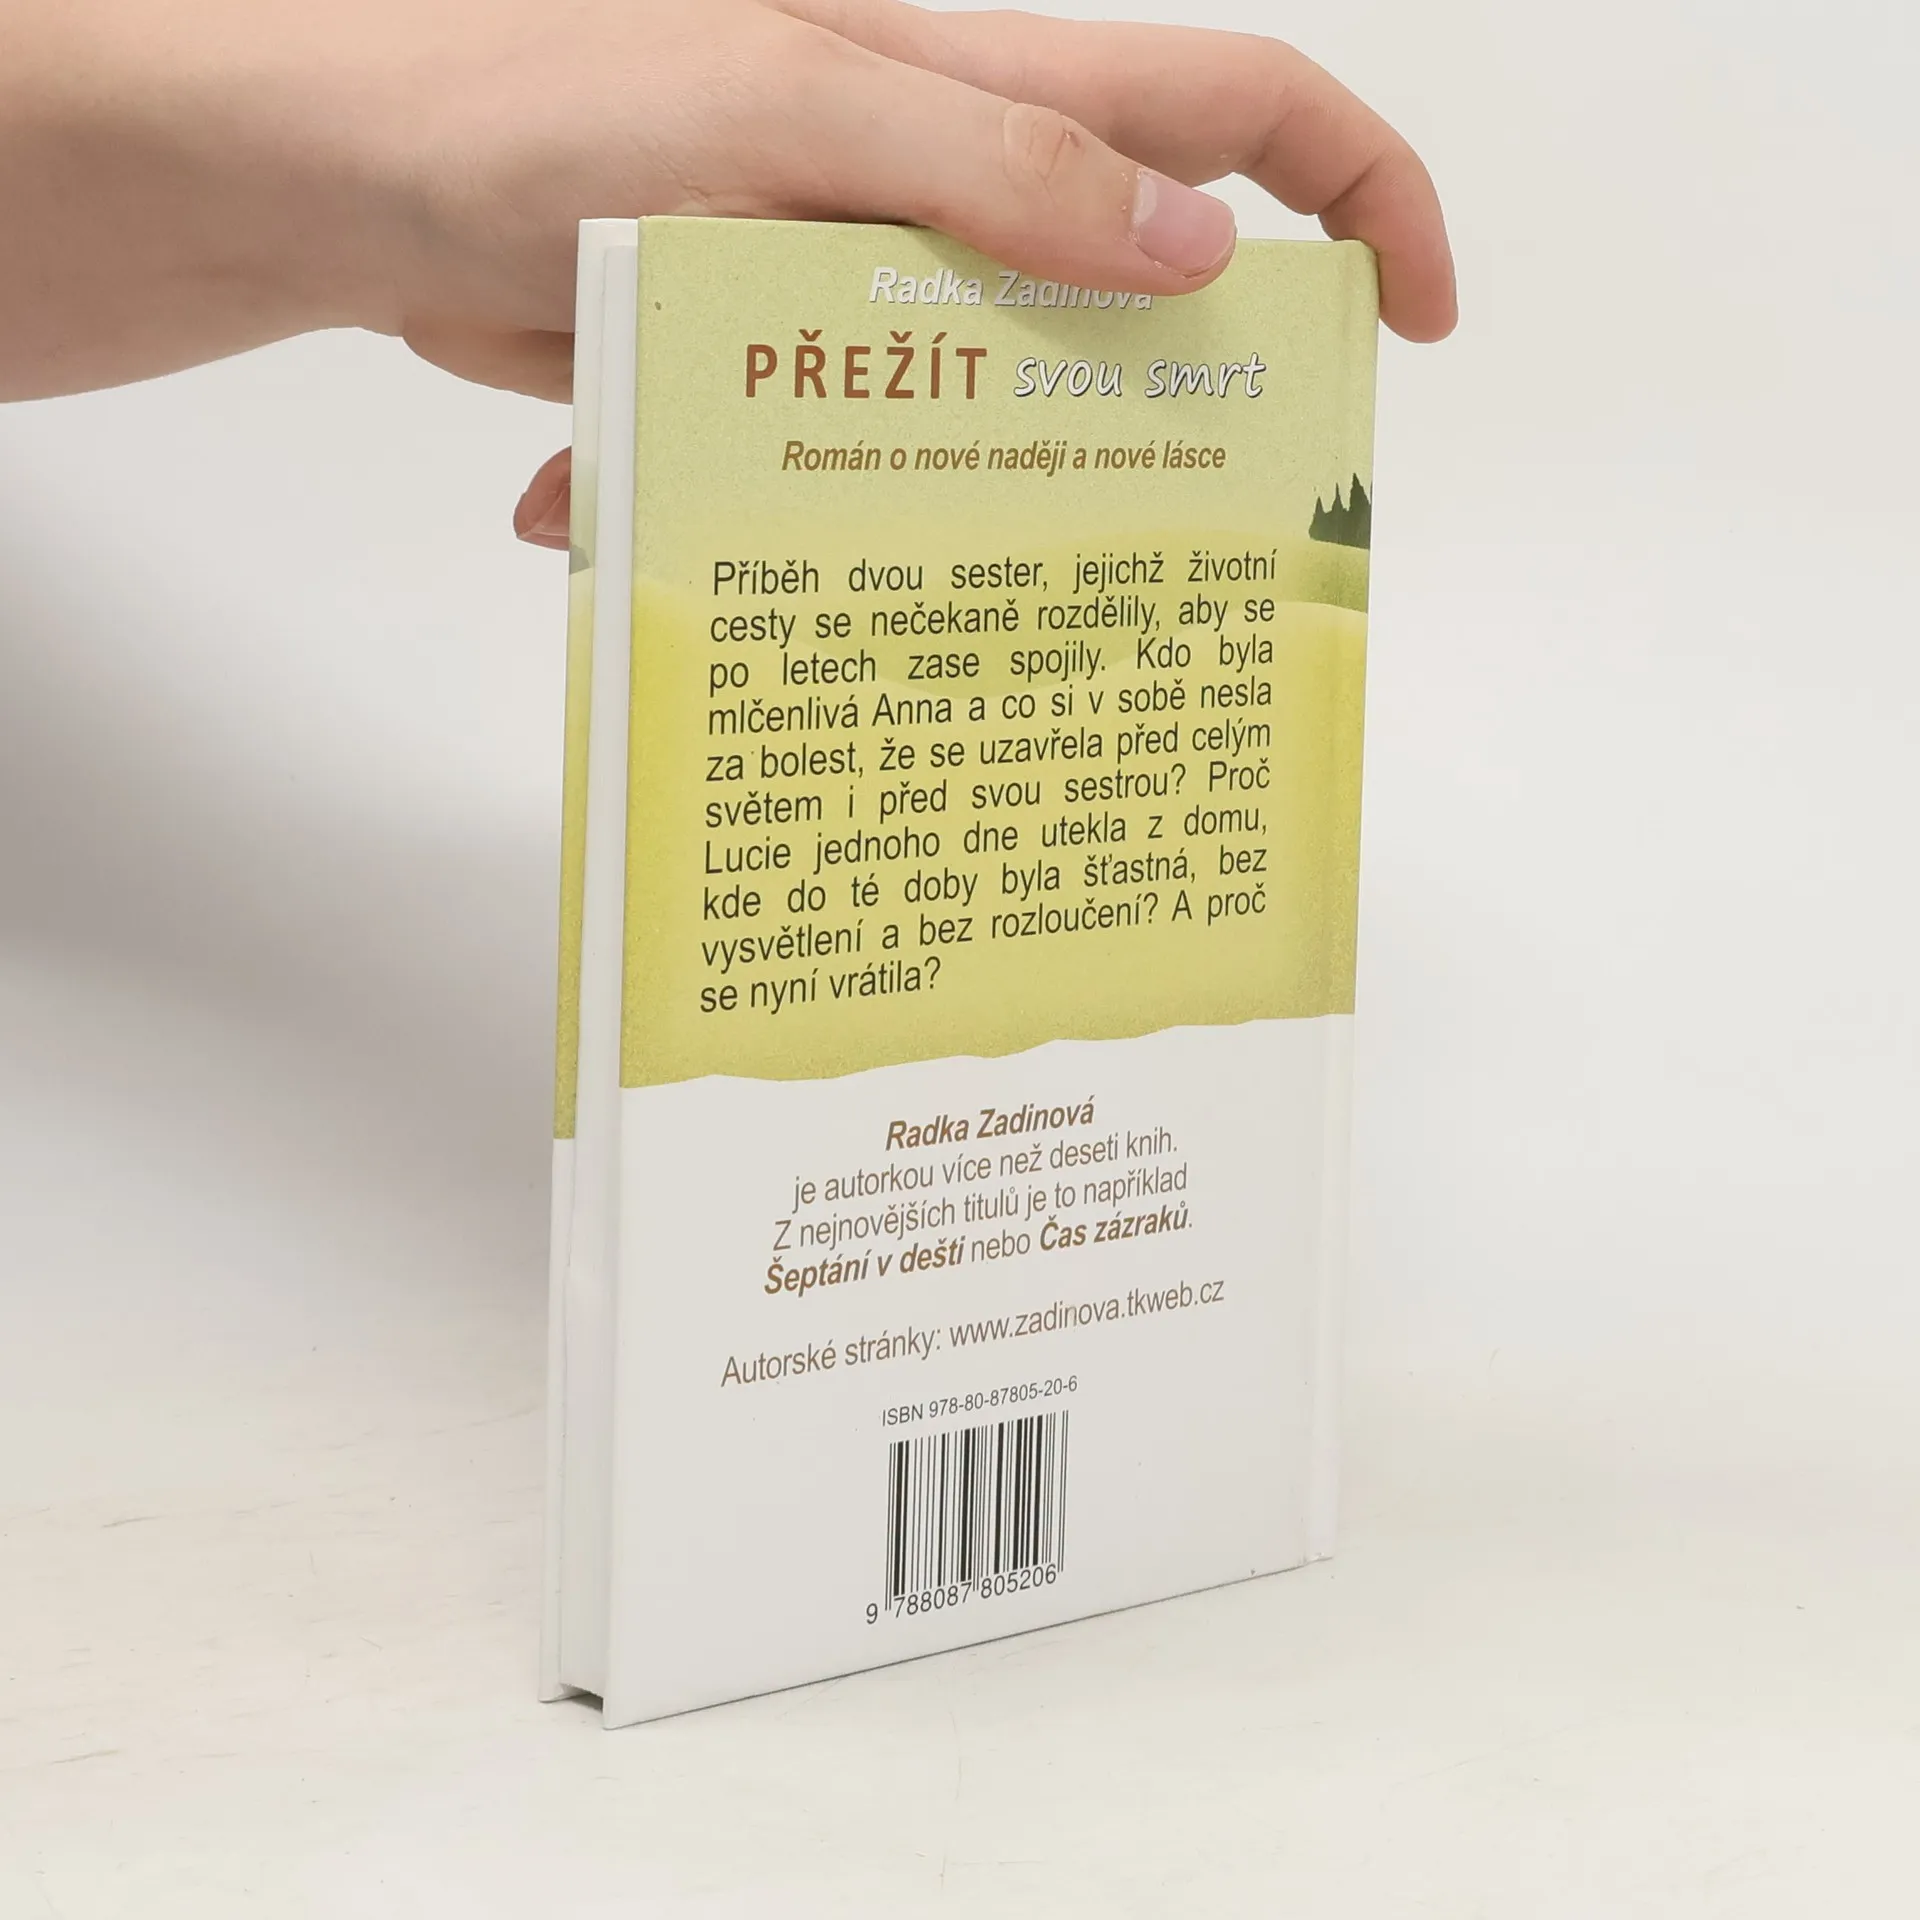 Radka Zadinová
PŘEŽÍT svou smrt
Román o nové naději a nové lásce
Příběh dvou sester, jejichž životní
cesty se nečekaně rozdělily, aby se
po letech zase spojily. Kdo byla
mlčenlivá Anna a co si v sobě nesla
za bolest, že se uzavřela před celým
světem i před svou sestrou? Proč
Lucie jednoho dne utekla z domu,
kde do té doby byla šťastná, bez
vysvětlení a bez rozloučení? A proč
se nyní vrátila?
Radka Zadinová
je autorkou více než deseti knih.
Z nejnovějších titulů je to například
Šeptání v dešti nebo Čas zázraků.
Autorské stránky: www.zadinova.tkweb.cz
ISBN 978-80-87805-20-6
9 788087 805206